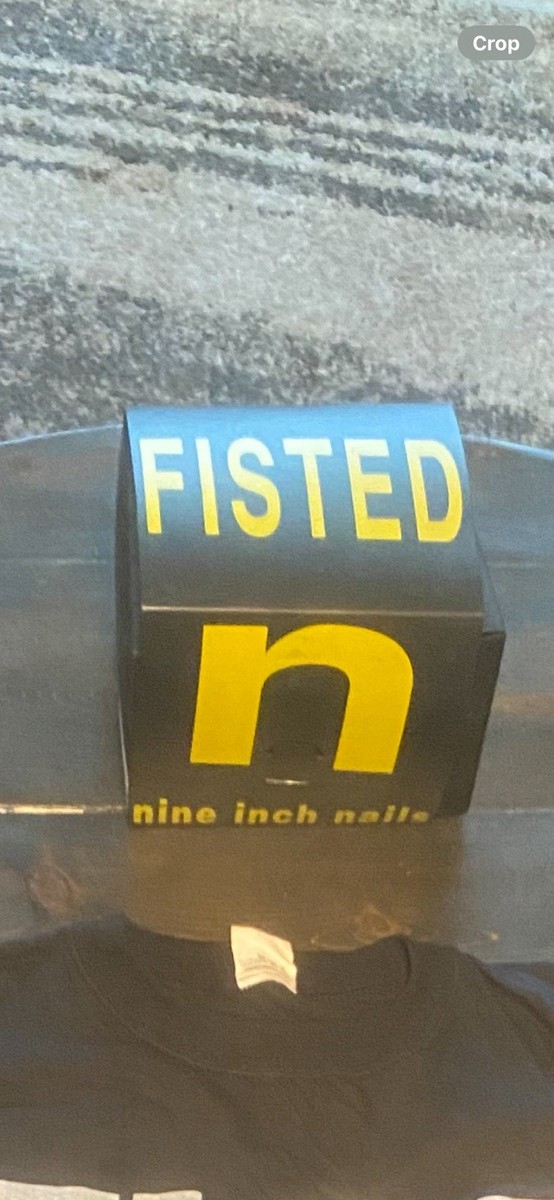 Crop
FISTED
n
nine inch nails